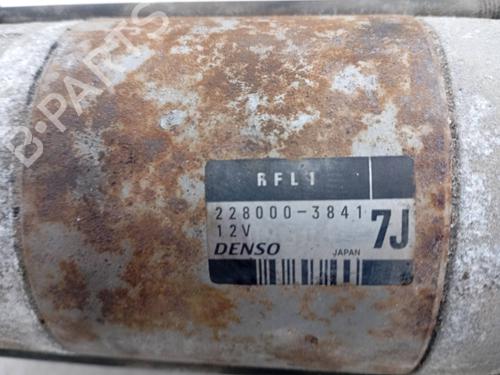 B-PARTS
RFL1
228000-3841
12V
7J
DENSO
JAPAN